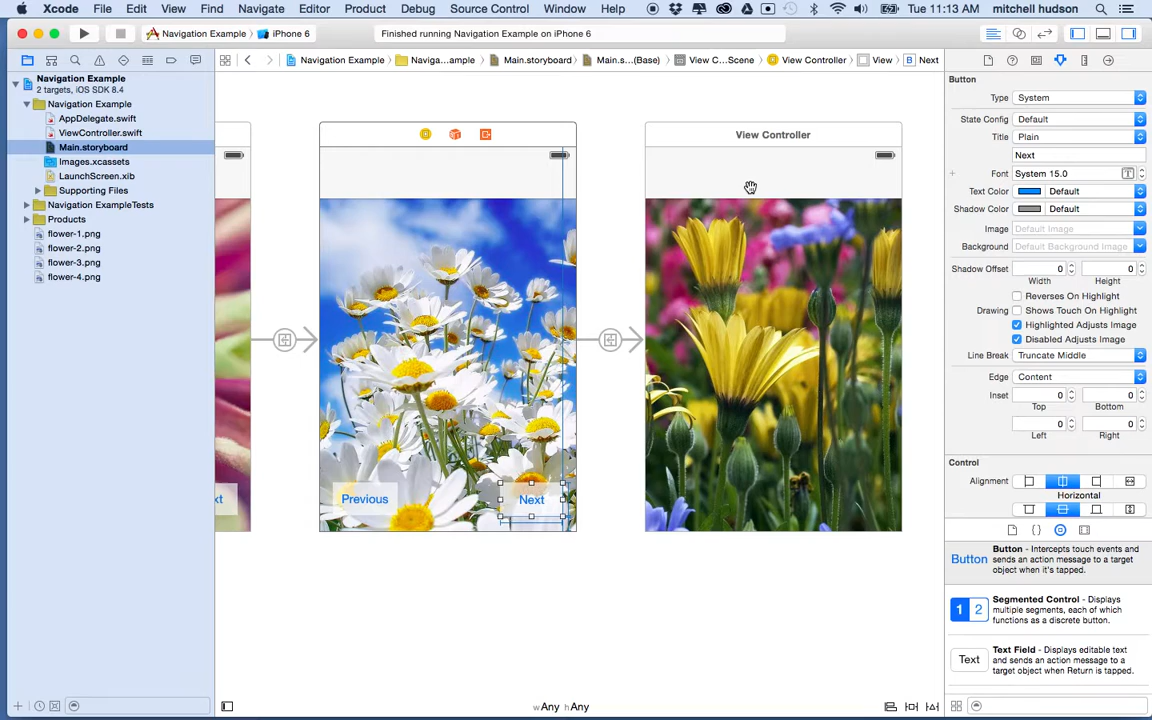 Xcode File Edit View Find Navigate Editor Product Debug Source Control Window Help Tue 11:13 AM mitchell hudson
Navigation Example iPhone 6 Finished running Navigation Example on iPhone 6
Navigation Example Naviga...ample Main.storyboard Main.s...(Base) View C...Scene View Controller View B Next
Navigation Example
2 targets, iOS SDK 8.4
Navigation Example
AppDelegate.swift
ViewController.swift
Main.storyboard
Images.xcassets
LaunchScreen.xib
Supporting Files
Navigation ExampleTests
Products
flower-1.png
flower-2.png
flower-3.png
flower-4.png
View Controller
xt
Previous
Next
wAny hAny
Button
Type System
State Config Default
Title Plain
Next
Font System 15.0 T
Text Color Default
Shadow Color Default
Image Default Image
Background Default Background Image
Shadow Offset 0 0
Width Height
Reverses On Highlight
Drawing Shows Touch On Highlight
Highlighted Adjusts Image
Disabled Adjusts Image
Line Break Truncate Middle
Edge Content
Inset 0 0
Top Bottom
0 0
Left Right
Control
Alignment
Horizontal
Button Button - Intercepts touch events and
sends an action message to a target
object when it's tapped.
1 2 Segmented Control - Displays
multiple segments, each of which
functions as a discrete button.
Text Text Field - Displays editable text
and sends an action message to a
target object when Return is tapped.